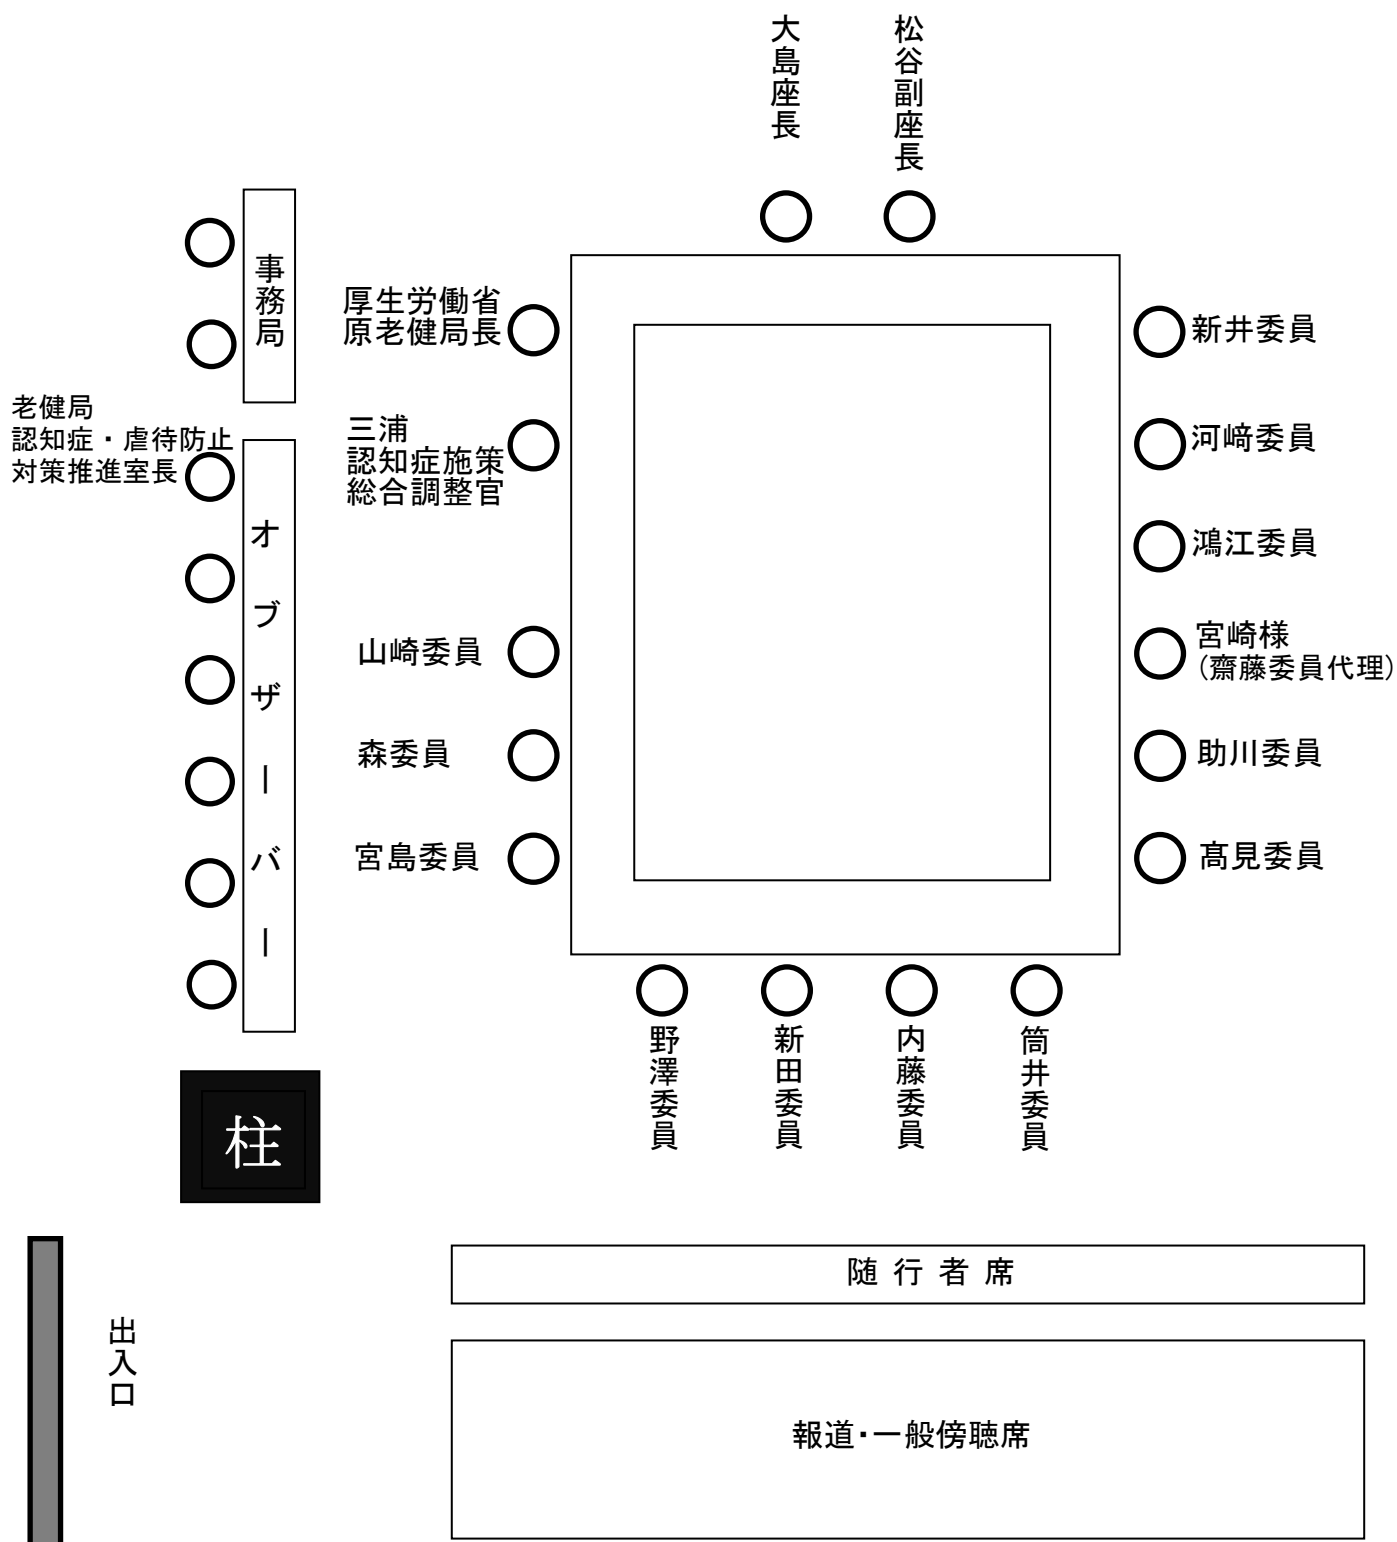 大島座長
松谷副座長
事務局
厚生労働省
原老健局長
新井委員
老健局
認知症・虐待防止
対策推進室長
三浦
認知症施策
総合調整官
河﨑委員
オブザーバー
鴻江委員
山崎委員
宮崎様
(齋藤委員代理)
森委員
助川委員
宮島委員
髙見委員
野澤委員
新田委員
内藤委員
筒井委員
柱
随行者席
出入口
報道・一般傍聴席